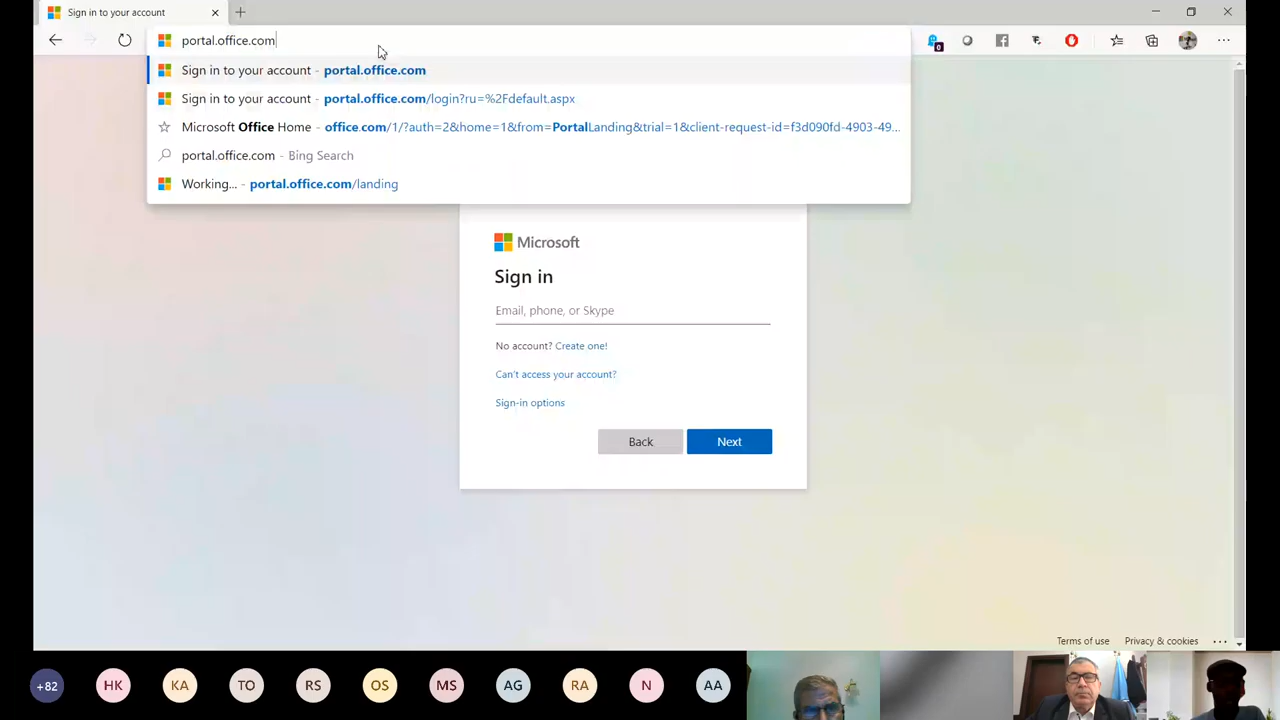 Sign in to your account
portal.office.com
0
Sign in to your account - portal.office.com
Sign in to your account - portal.office.com/login?ru=%2Fdefault.aspx
Microsoft Office Home - office.com/1/?auth=2&home=1&from=PortalLanding&trial=1&client-request-id=f3d090fd-4903-49...
portal.office.com - Bing Search
Working... - portal.office.com/landing
Microsoft
Sign in
Email, phone, or Skype
No account? Create one!
Can't access your account?
Sign-in options
Back Next
Terms of use Privacy & cookies ...
+82 HK KA TO RS OS MS AG RA N AA